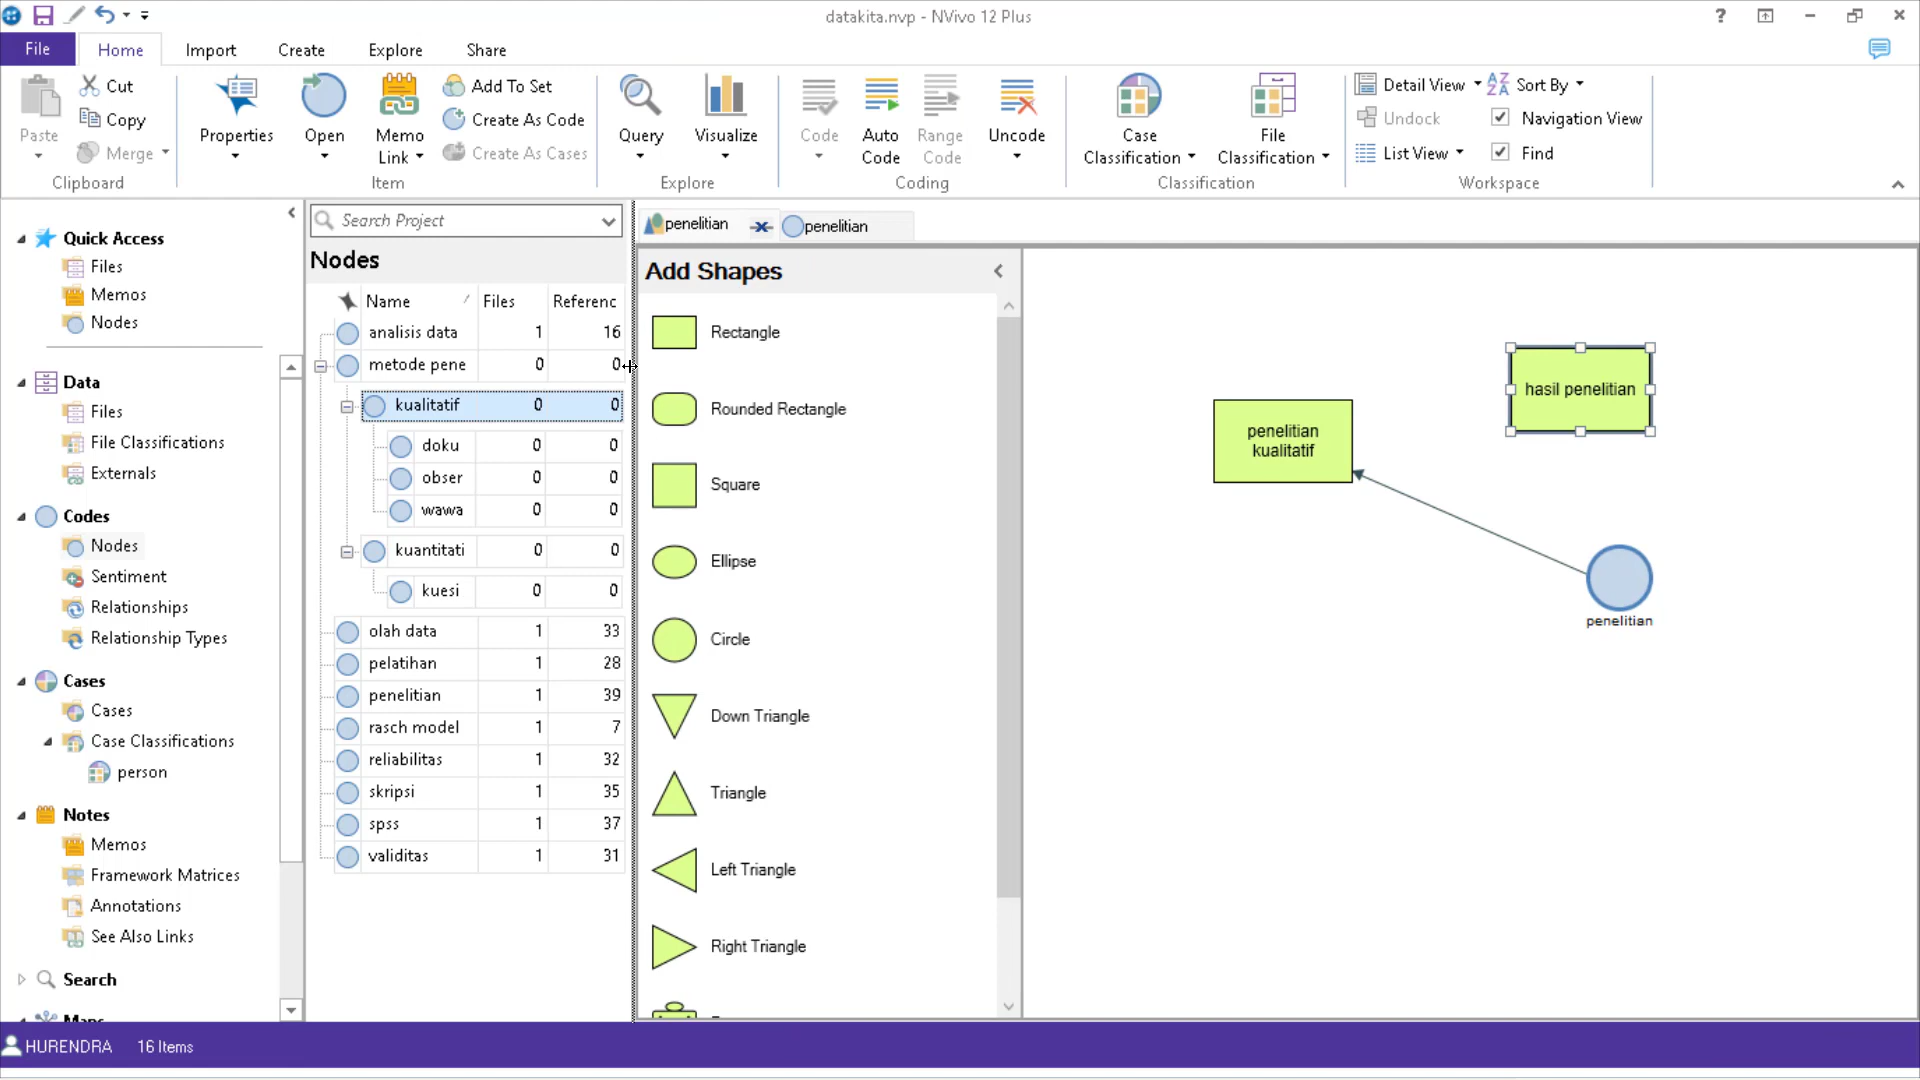 datakita.nvp - NVivo 12 Plus
File
Home
Import
Create
Explore
Share
Paste
Cut
Copy
Merge
Clipboard
Properties
Open
Memo
Link
Add To Set
Create As Code
Create As Cases
Item
Query
Visualize
Explore
Code
Auto
Code
Range
Code
Uncode
Coding
Case
Classification
File
Classification
Classification
Detail View
Sort By
Undock
Navigation View
List View
Find
Workspace
Quick Access
Files
Memos
Nodes
Data
Files
File Classifications
Externals
Codes
Nodes
Sentiment
Relationships
Relationship Types
Cases
Cases
Case Classifications
person
Notes
Memos
Framework Matrices
Annotations
See Also Links
Search
Maps
Search Project
Nodes
Name Files Referenc
analisis data 1 16
metode pene 0 0
kualitatif 0 0
doku 0 0
obser 0 0
wawa 0 0
kuantitati 0 0
kuesi 0 0
olah data 1 33
pelatihan 1 28
penelitian 1 39
rasch model 1 7
reliabilitas 1 32
skripsi 1 35
spss 1 37
validitas 1 31
penelitian
penelitian
Add Shapes
Rectangle
Rounded Rectangle
Square
Ellipse
Circle
Down Triangle
Triangle
Left Triangle
Right Triangle
hasil penelitian
penelitian
kualitatif
penelitian
HURENDRA 16 Items